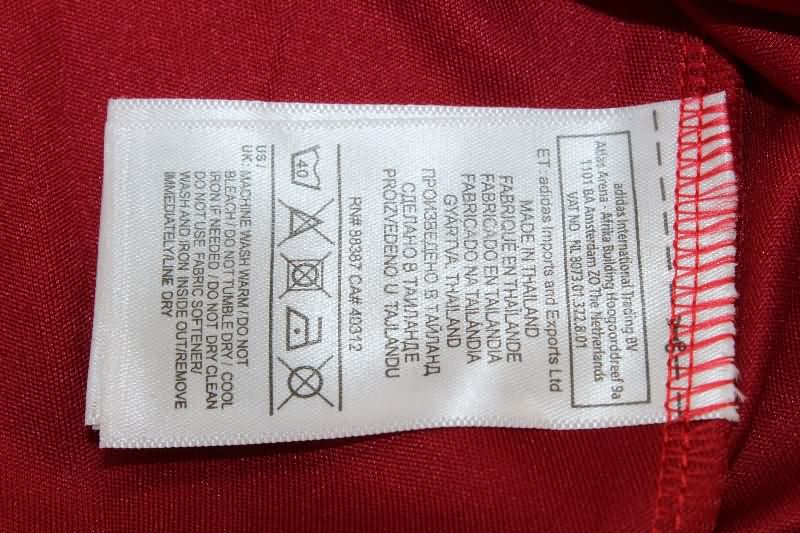 adidas International Trading BV
Atlas Arena - Afrika Building Hoogoorddreef 9a
1101 BA Amsterdam ZO The Netherlands
VAT NO. NL 8073.01.322.B.01
ET adidas Imports and Exports Ltd
MADE IN THAILAND
FABRIQUE EN THAILANDE
FABRICADO EN TAILANDIA
FABRICADO NA TAILÂNDIA
GYÁRTVA, THAILAND
ПРОІЗВЕДЕНО В ТАЙЛАНД
СДЕЛАНО В ТАИЛАНДЕ
PROIZVEDENO U TAJLANDU
RN# 88387 CA# 40312
40
US /
UK: MACHINE WASH WARM / DO NOT
BLEACH / DO NOT TUMBLE DRY / COOL
IRON IF NEEDED / DO NOT DRY CLEAN
DO NOT USE FABRIC SOFTENER/
WASH AND IRON INSIDE OUT/REMOVE
IMMEDIATELY/LINE DRY